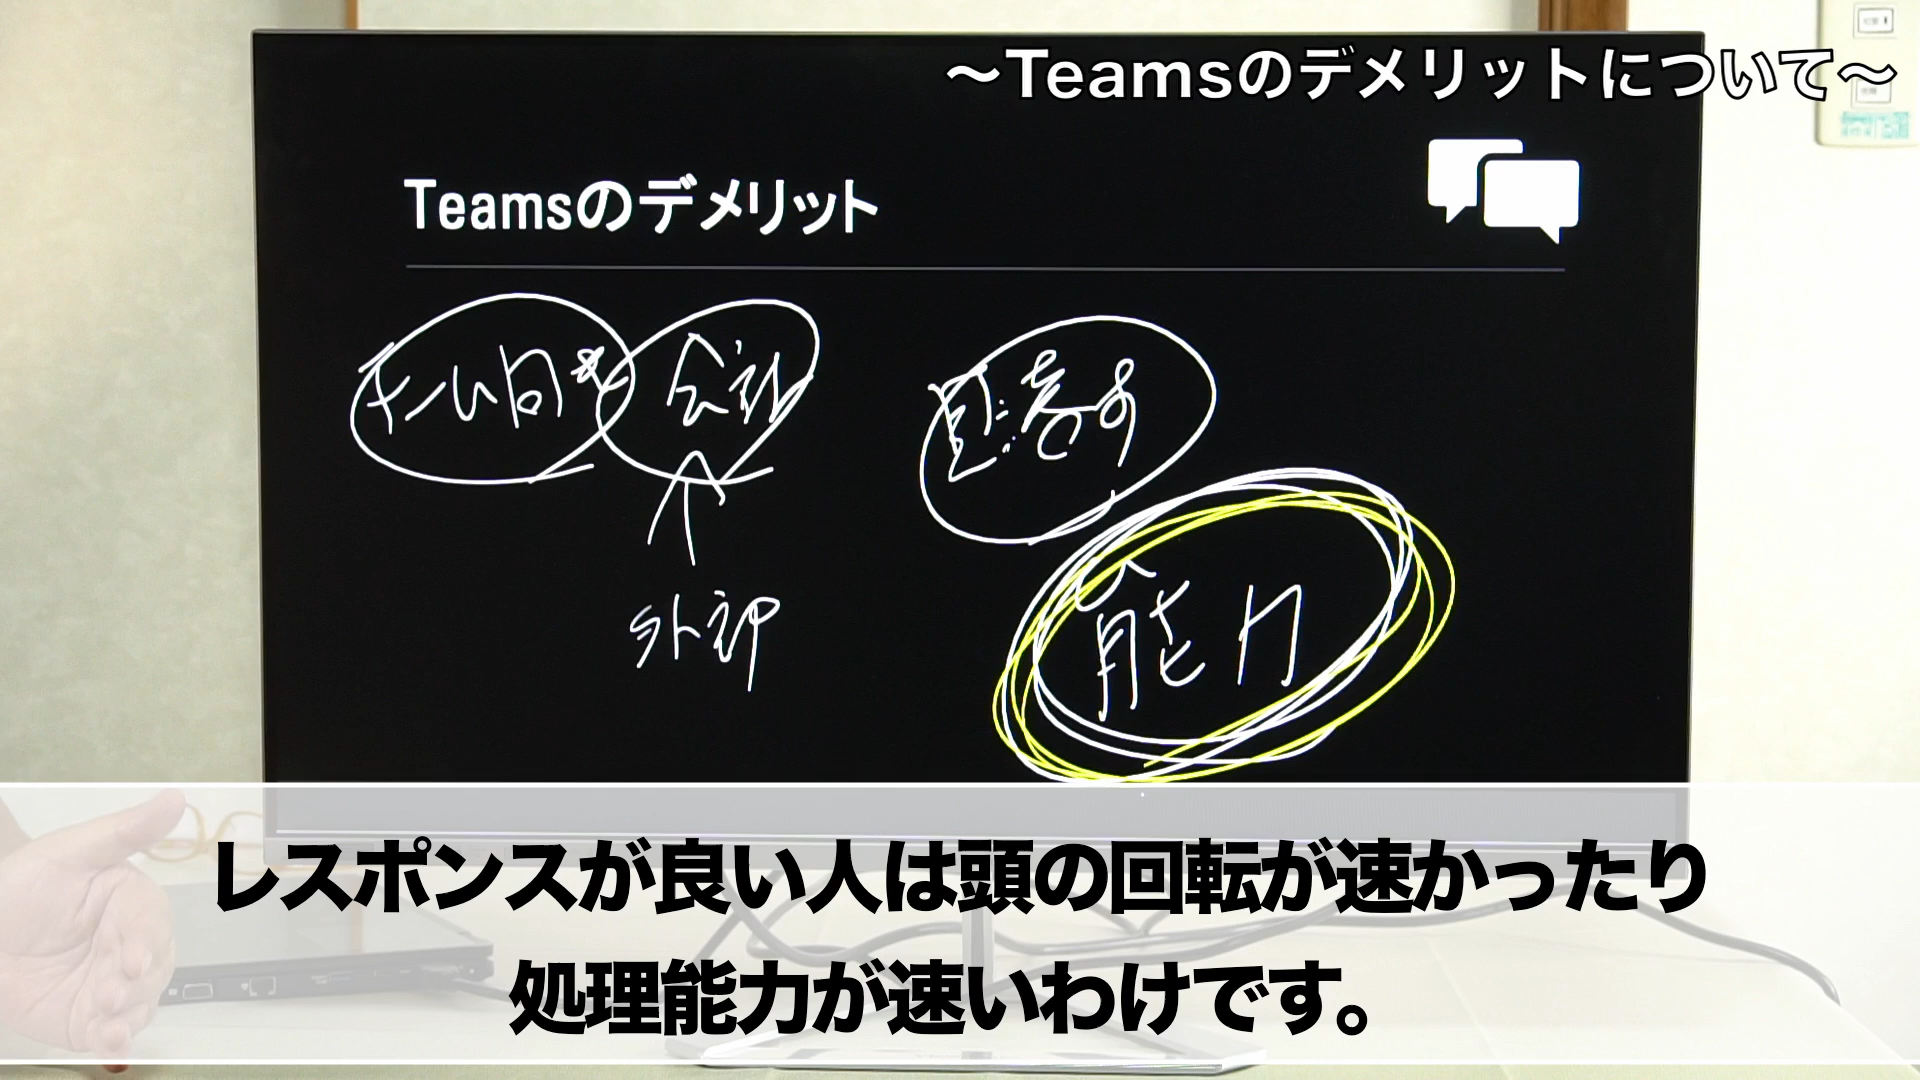 ～Teamsのデメリットについて～
Teamsのデメリット
チーム向き
会社
外部
能力
レスポンスが良い人は頭の回転が速かったり
処理能力が速いわけです。